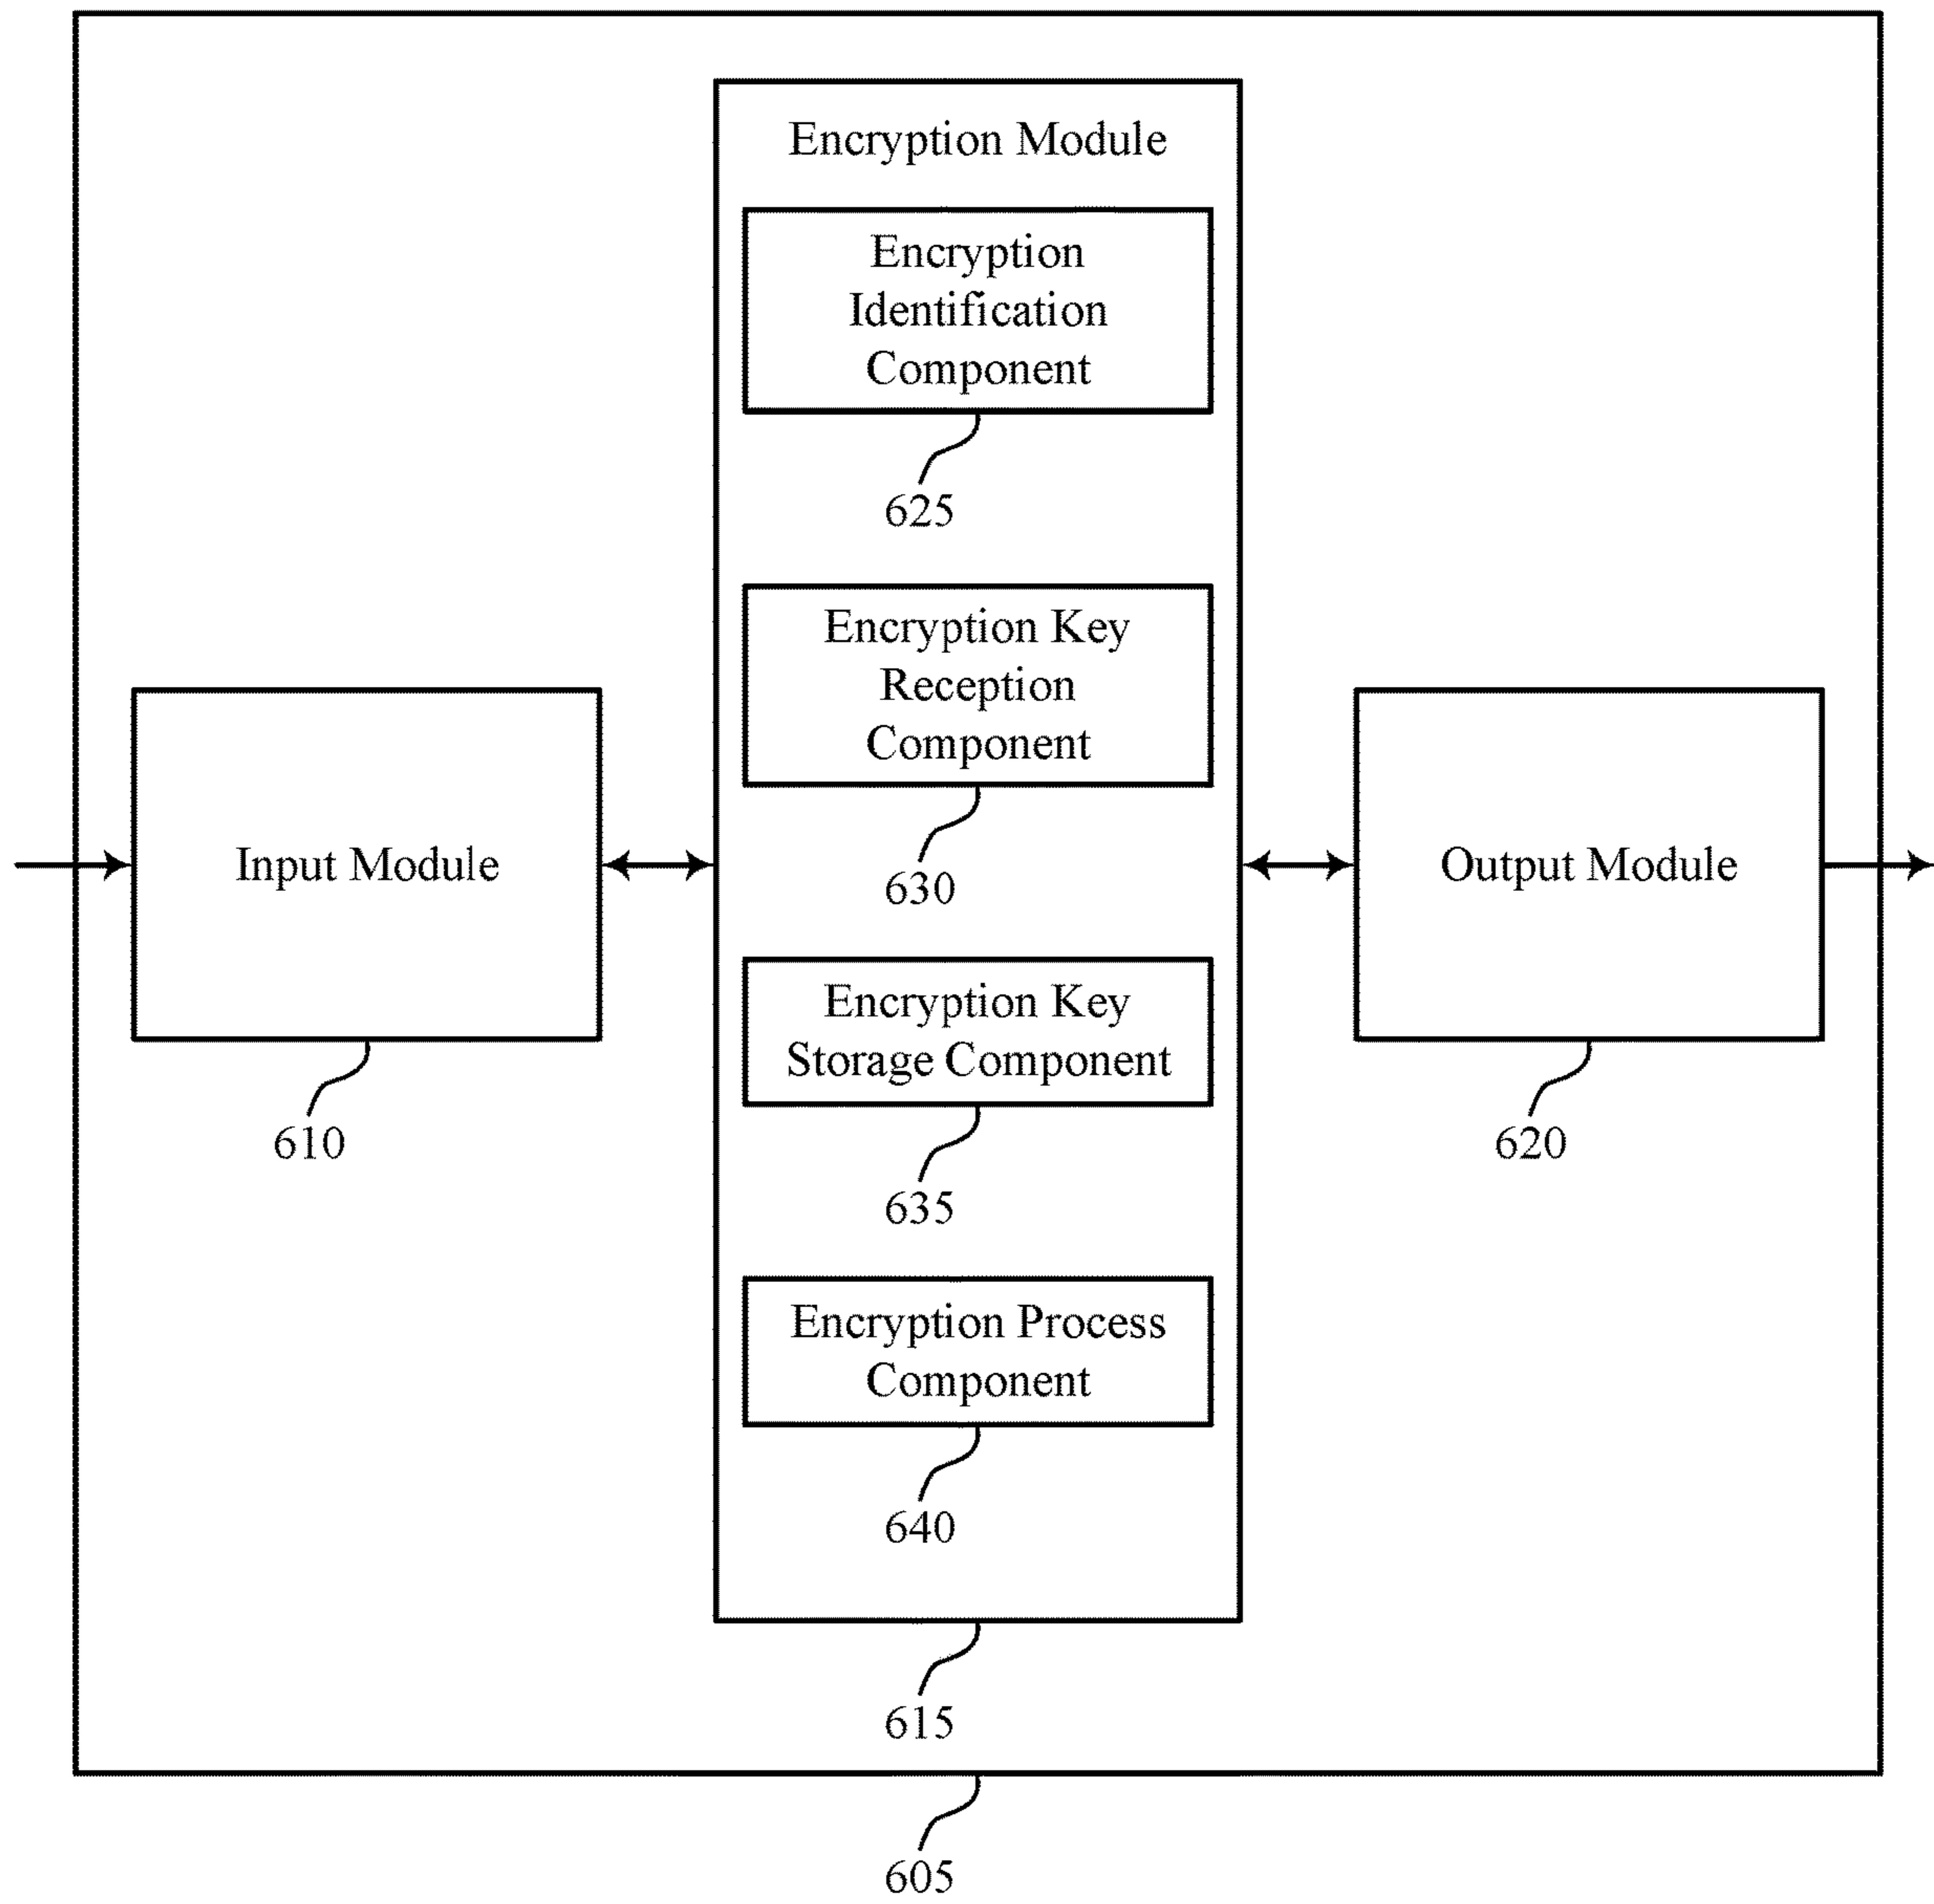 Encryption Module
Encryption
Identification
Component
625
Encryption Key
Reception
Component
630
Input Module
610
Output Module
620
Encryption Key
Storage Component
635
Encryption Process
Component
640
615
605